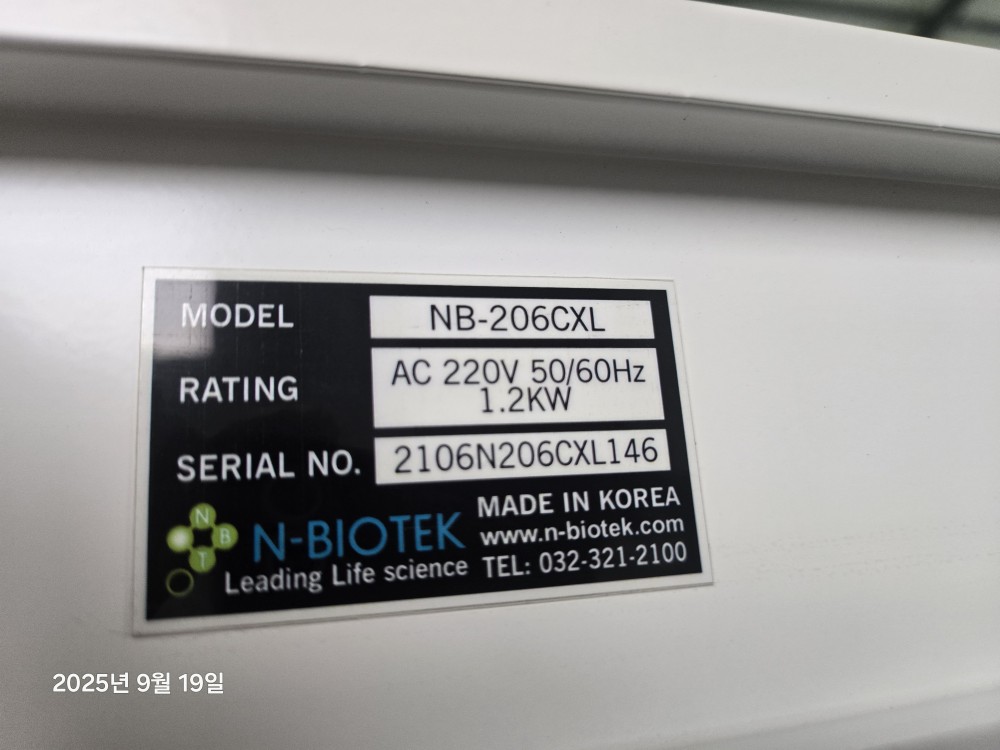 MODEL NB-206CXL
RATING AC 220V 50/60Hz
1.2KW
SERIAL NO. 2106N206CXL146
N B T
N-BIOTEK
Leading Life science
MADE IN KOREA
www.n-biotek.com
TEL: 032-321-2100
2025년 9월 19일